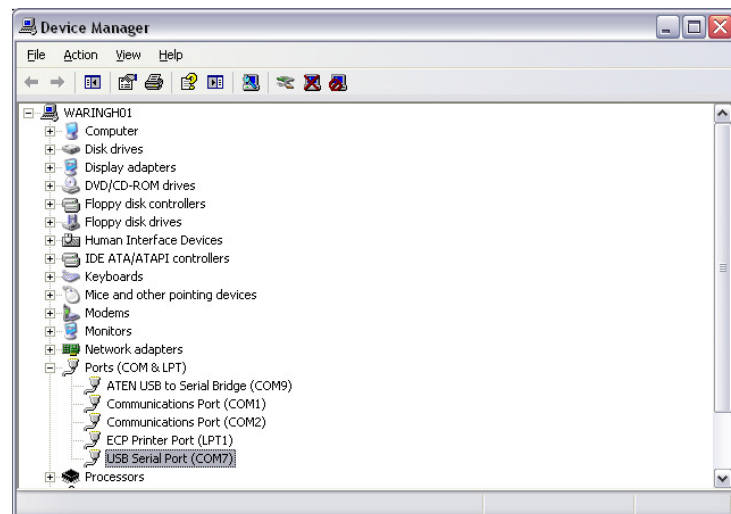 Device Manager
File Action View Help
WARINGH01
Computer
Disk drives
Display adapters
DVD/CD-ROM drives
Floppy disk controllers
Floppy disk drives
Human Interface Devices
IDE ATA/ATAPI controllers
Keyboards
Mice and other pointing devices
Modems
Monitors
Network adapters
Ports (COM & LPT)
ATEN USB to Serial Bridge (COM9)
Communications Port (COM1)
Communications Port (COM2)
ECP Printer Port (LPT1)
USB Serial Port (COM7)
Processors